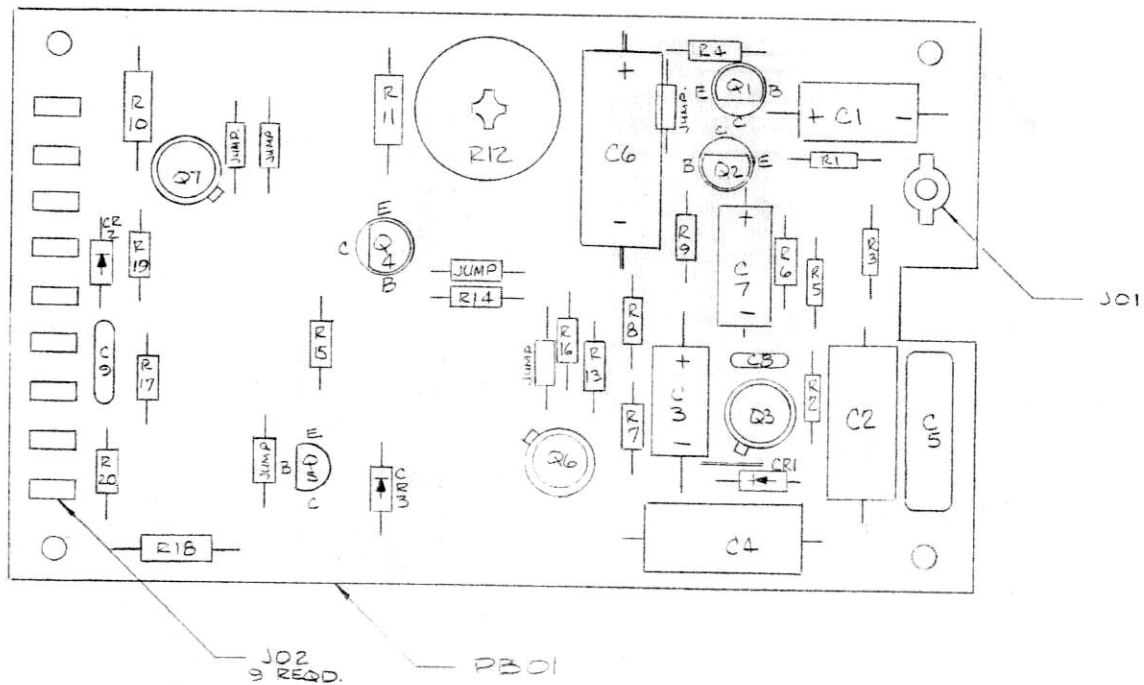 R4
+
E Q1 B
C
JUMP.
+ C1 -
R 10
R 11
R12
C6
-
JUMP. JUMP
Q7
C
B Q2 E
R1
CR 2
R 19
E
C Q 4
B
R 9
+ C 7 -
R 6
R 5
R 3
JUMP
R14
J01
C 9
R 17
R 15
JUMP
R 16
R 13
R 8
+ C 3 -
C8
Q3
R 2
C2
C 5
R 7
R 20
JUMP
E
B Q 5
C
CR 3
Q6
CR1
R18
C4
J02
9 REQD.
PB01